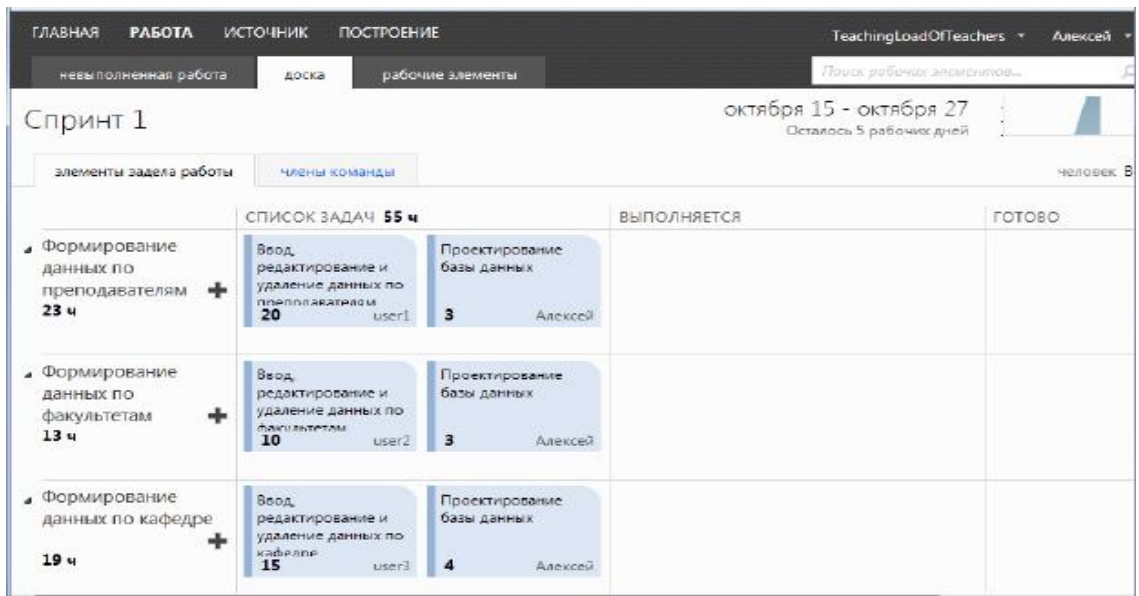 ГЛАВНАЯ РАБОТА ИСТОЧНИК ПОСТРОЕНИЕ TeachingLoadOfTeachers Алексей
невыполненная работа доска рабочие элементы Поиск рабочих элементов...
Спринт 1
октября 15 - октября 27
Осталось 5 рабочих дней
элементы задела работы члены команды человек В
СПИСОК ЗАДАЧ 55 ч ВЫПОЛНЯЕТСЯ ГОТОВО
Формирование
данных по
преподавателям
23 ч
Ввод,
редактирование и
удаление данных по
преподавателям
20 user1
Проектирование
базы данных
3 Алексей
Формирование
данных по
факультетам
13 ч
Ввод,
редактирование и
удаление данных по
факультетам
10 user2
Проектирование
базы данных
3 Алексей
Формирование
данных по кафедре
19 ч
Ввод,
редактирование и
удаление данных по
кафедре
15 user3
Проектирование
базы данных
4 Алексей